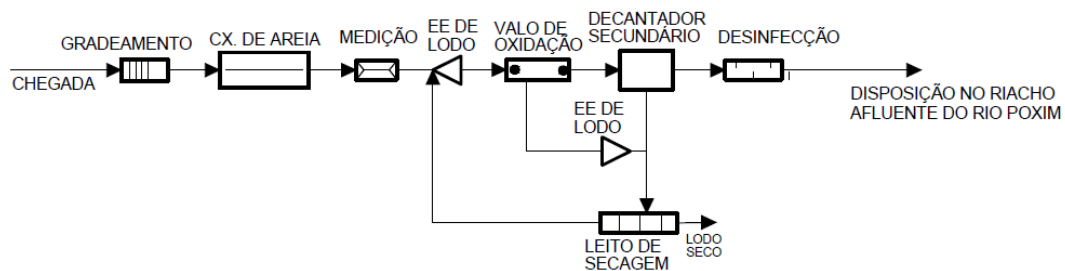 GRADEAMENTO
CX. DE AREIA
MEDIÇÃO
EE DE
LODO
VALO DE
OXIDAÇÃO
DECANTADOR
SECUNDÁRIO
DESINFECÇÃO
CHEGADA
DISPOSIÇÃO NO RIACHO
AFLUENTE DO RIO POXIM
EE DE
LODO
LEITO DE
SECAGEM
LODO
SECO